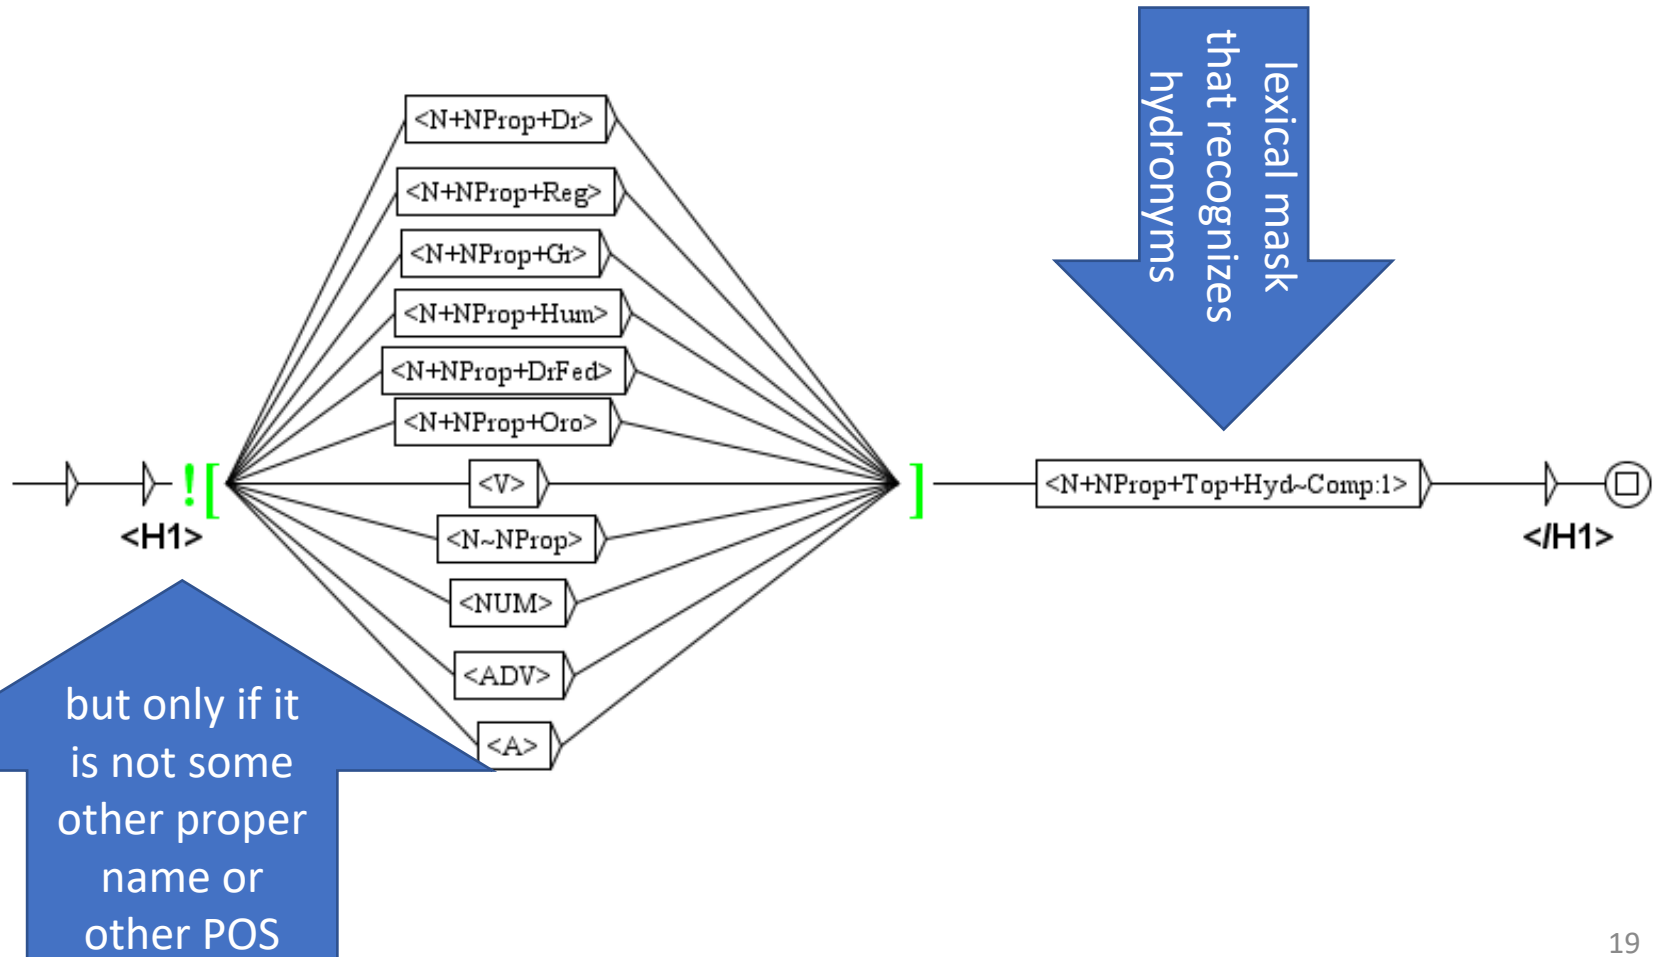 lexical mask
that recognizes
hydronyms
<N+NProp+Dr>
<N+NProp+Reg>
<N+NProp+Gr>
<N+NProp+Hum>
<N+NProp+DrFed>
<N+NProp+Oro>
![
<V>
]
<N+NProp+Top+Hyd~Comp:1>
<H1>
</H1>
<N~NProp>
<NUM>
<ADV>
<A>
but only if it
is not some
other proper
name or
other POS
19